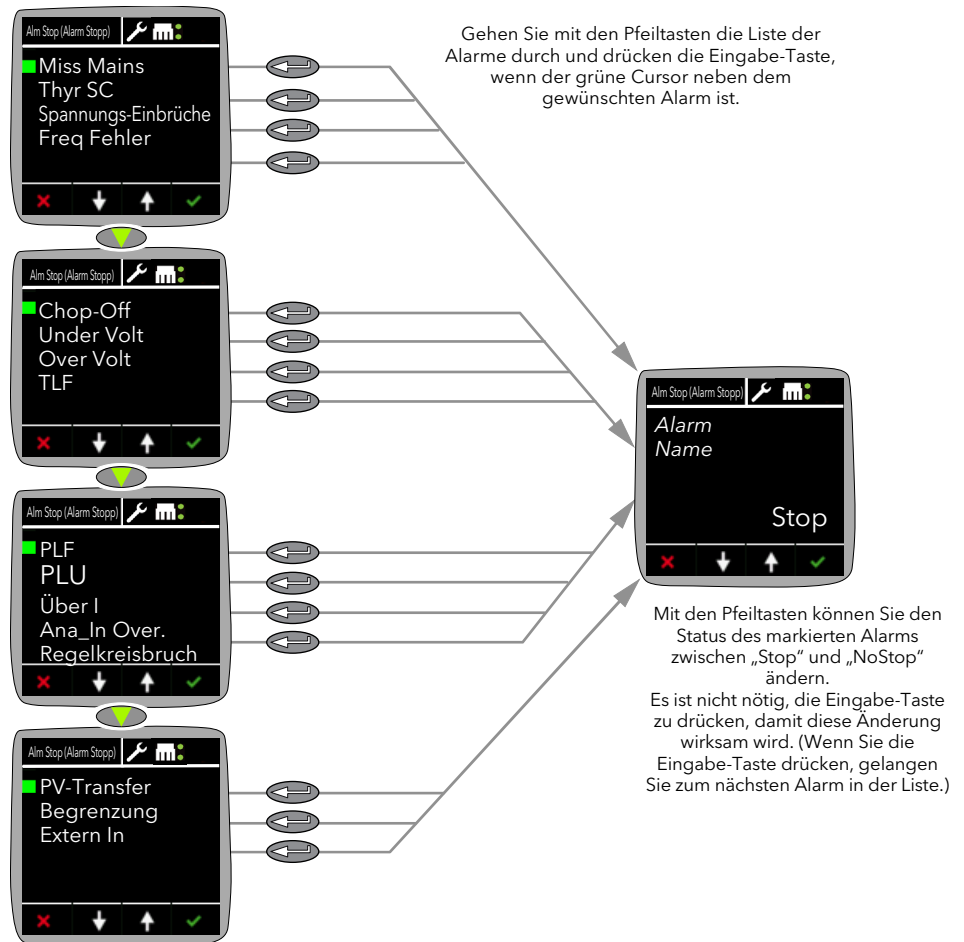 Alm Stop (Alarm Stopp)
Miss Mains
Thyr SC
Spannungs-Einbrüche
Freq Fehler
Gehen Sie mit den Pfeiltasten die Liste der
Alarme durch und drücken die Eingabe-Taste,
wenn der grüne Cursor neben dem
gewünschten Alarm ist.
Alm Stop (Alarm Stopp)
Chop-Off
Under Volt
Over Volt
TLF
Alm Stop (Alarm Stopp)
PLF
PLU
Über I
Ana_In Over.
Regelkreisbruch
Alm Stop (Alarm Stopp)
PV-Transfer
Begrenzung
Extern In
Alm Stop (Alarm Stopp)
Alarm
Name
Stop
Mit den Pfeiltasten können Sie den
Status des markierten Alarms
zwischen „Stop“ und „NoStop“
ändern.
Es ist nicht nötig, die Eingabe-Taste
zu drücken, damit diese Änderung
wirksam wird. (Wenn Sie die
Eingabe-Taste drücken, gelangen
Sie zum nächsten Alarm in der Liste.)